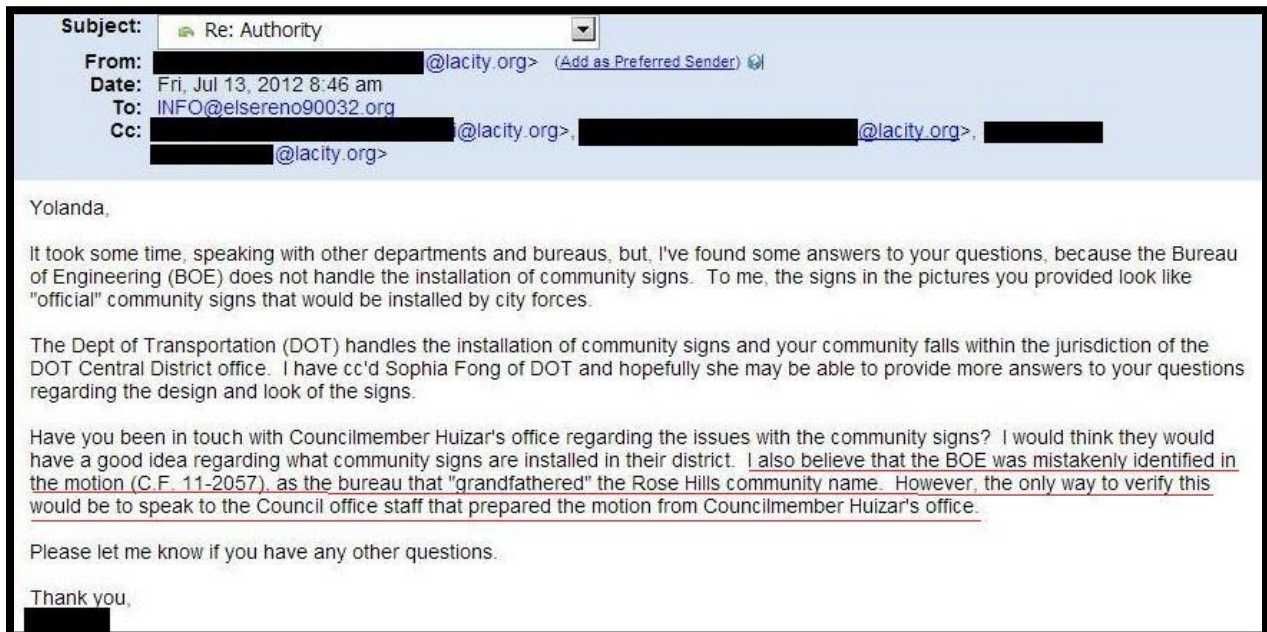 Subject: Re: Authority
From: @lacity.org> (Add as Preferred Sender)
Date: Fri, Jul 13, 2012 8:46 am
To: INFO@elsereno90032.org
Cc: i@lacity.org>, @lacity.org>,
@lacity.org>
Yolanda,
It took some time, speaking with other departments and bureaus, but, I've found some answers to your questions, because the Bureau
of Engineering (BOE) does not handle the installation of community signs. To me, the signs in the pictures you provided look like
"official" community signs that would be installed by city forces.
The Dept of Transportation (DOT) handles the installation of community signs and your community falls within the jurisdiction of the
DOT Central District office. I have cc'd Sophia Fong of DOT and hopefully she may be able to provide more answers to your questions
regarding the design and look of the signs.
Have you been in touch with Councilmember Huizar's office regarding the issues with the community signs? I would think they would
have a good idea regarding what community signs are installed in their district. I also believe that the BOE was mistakenly identified in
the motion (C.F. 11-2057), as the bureau that "grandfathered" the Rose Hills community name. However, the only way to verify this
would be to speak to the Council office staff that prepared the motion from Councilmember Huizar's office.
Please let me know if you have any other questions.
Thank you,